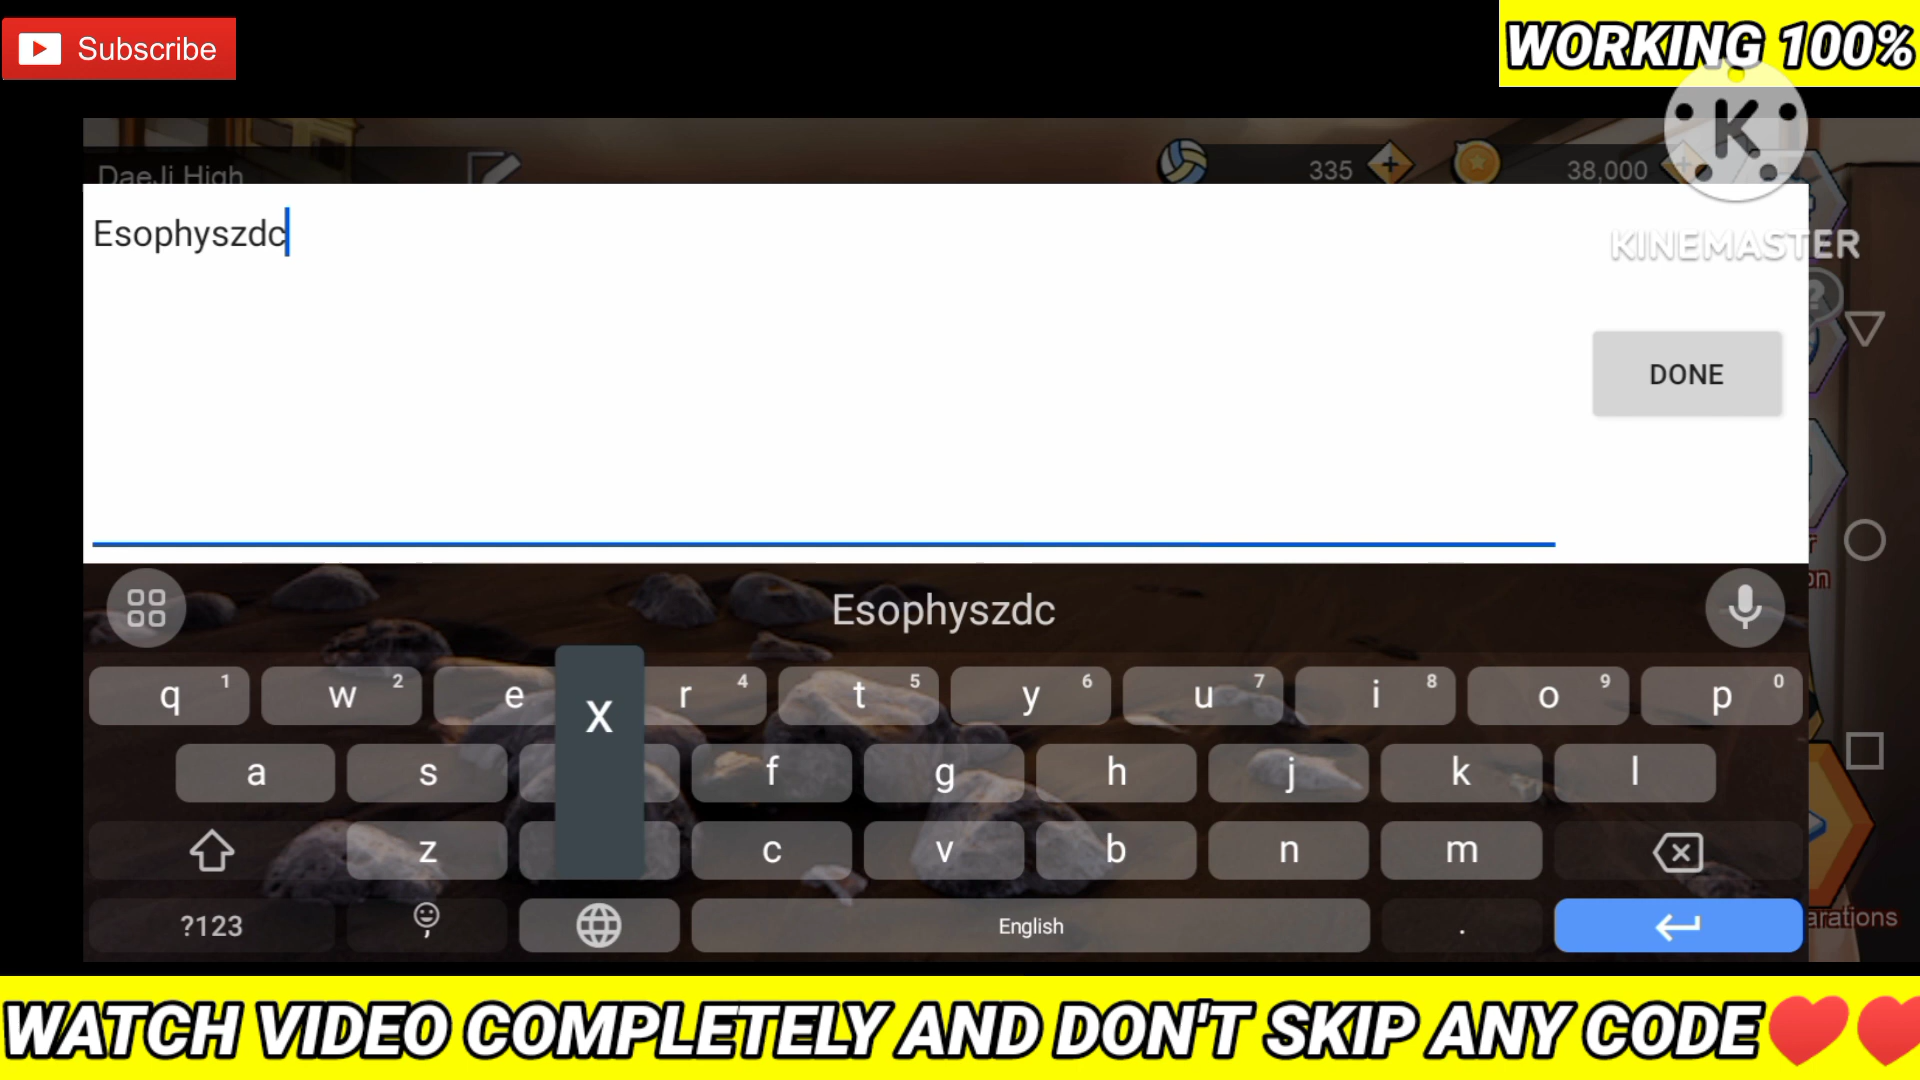 Subscribe
WORKING 100%
DaeJi High
335
38,000
K
KINEMASTER
Esophyszdc
?
DONE
Esophyszdc
q 1 w 2 e r 4 t 5 y 6 u 7 i 8 o 9 p 0
x
a s f g h j k l
z c v b n m
?123 , English .
arations
WATCH VIDEO COMPLETELY AND DON'T SKIP ANY CODE